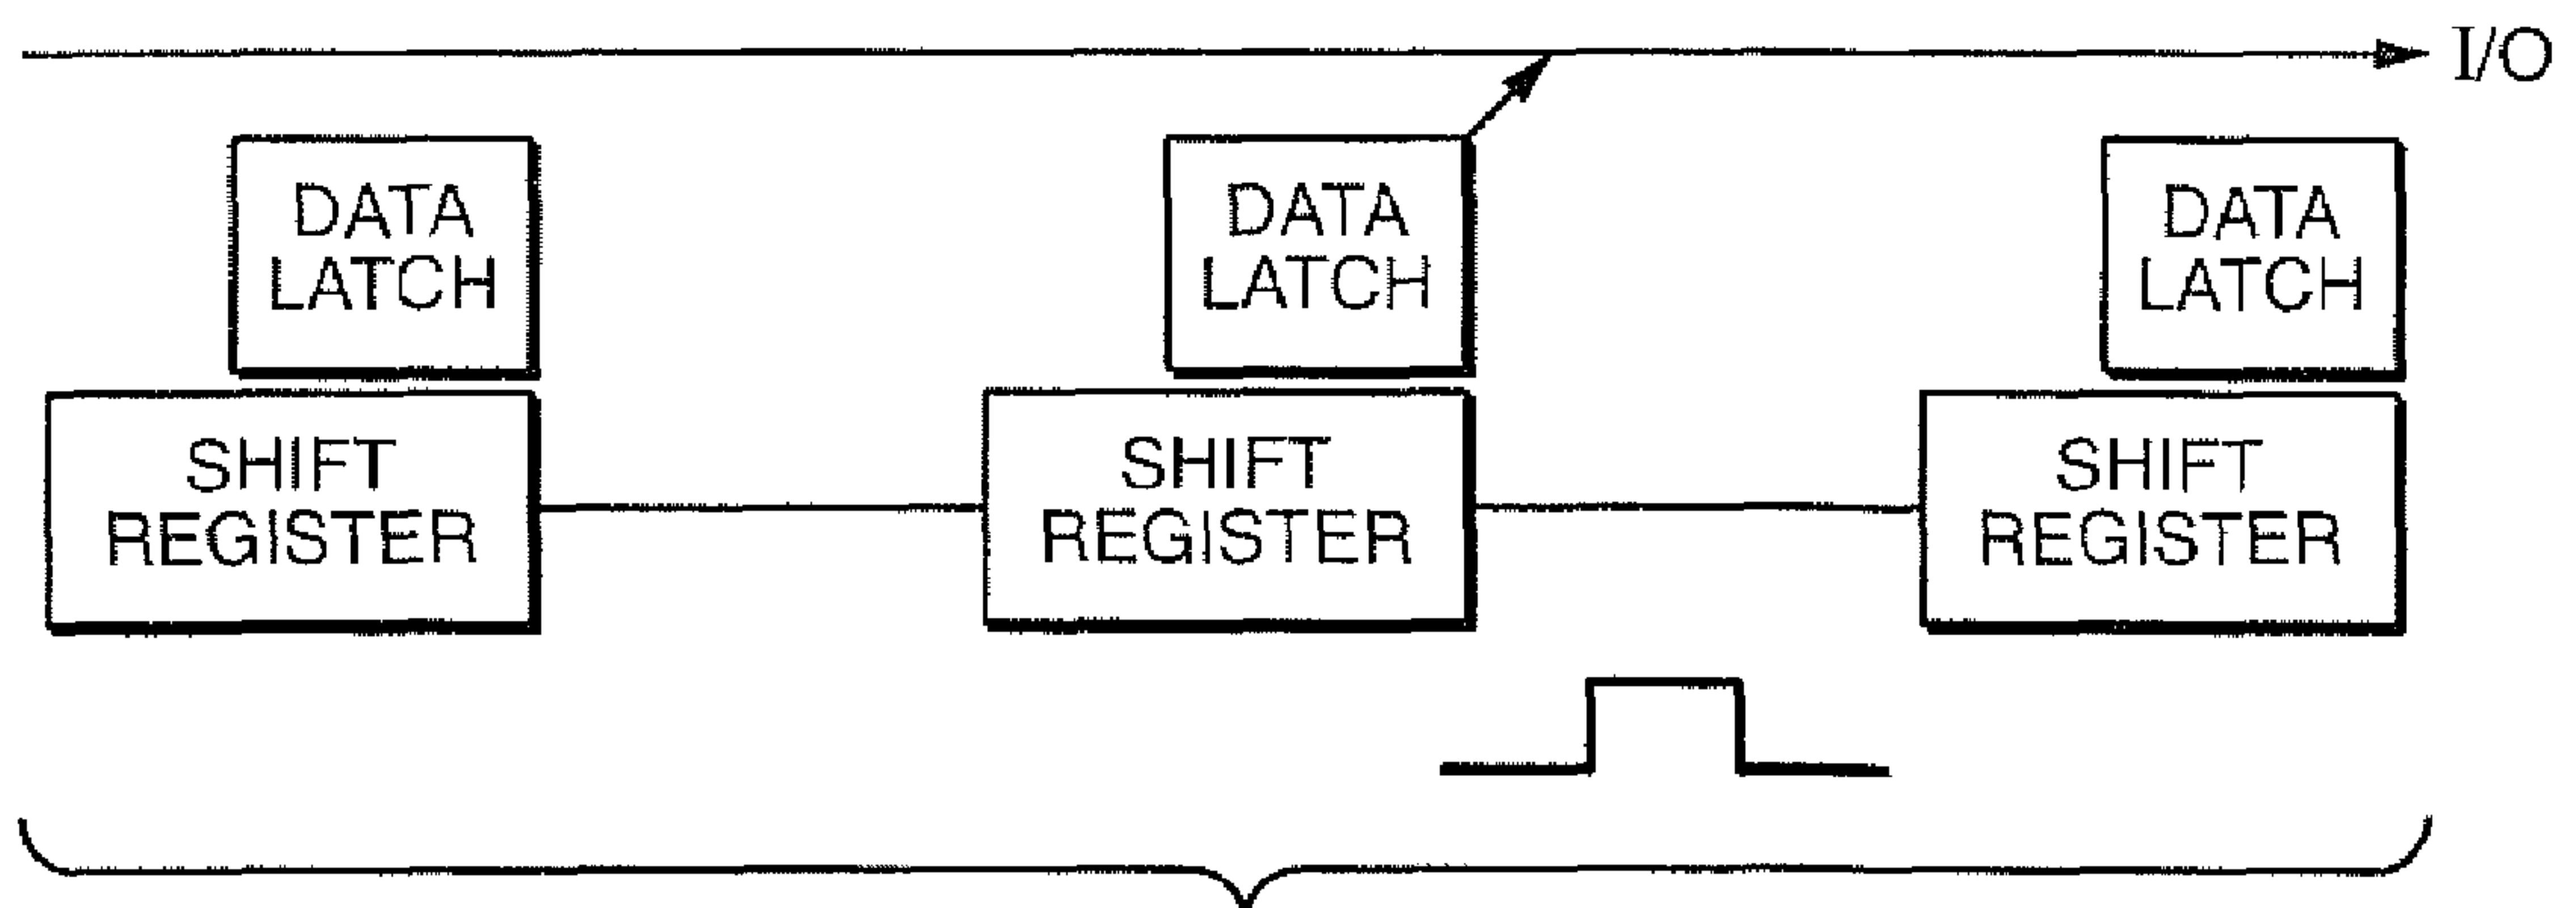 I/O
DATA
LATCH
DATA
LATCH
DATA
LATCH
SHIFT
REGISTER
SHIFT
REGISTER
SHIFT
REGISTER